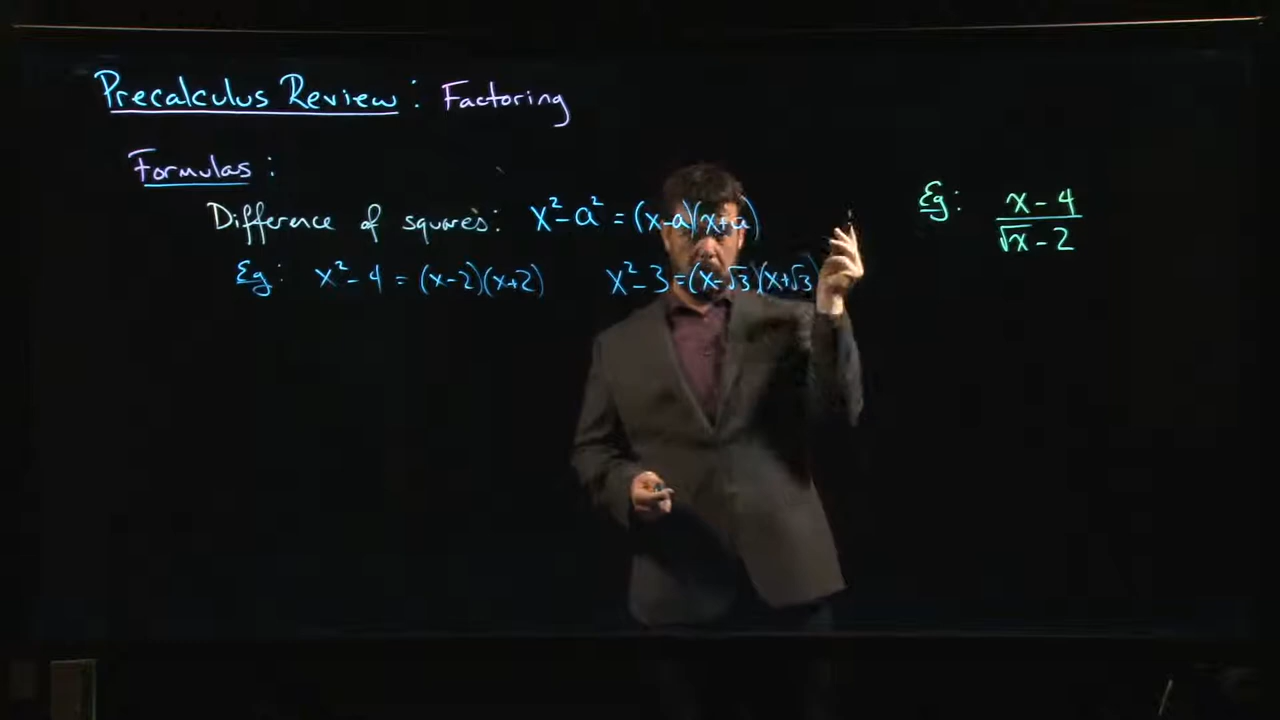 Precalculus Review: Factoring
Formulas:
Difference of squares: x² - a² = (x-a)(x+a)
Eg: x² - 4 = (x-2)(x+2) x² - 3 = (x-√3)(x+√3)
Eg: x - 4
√x - 2